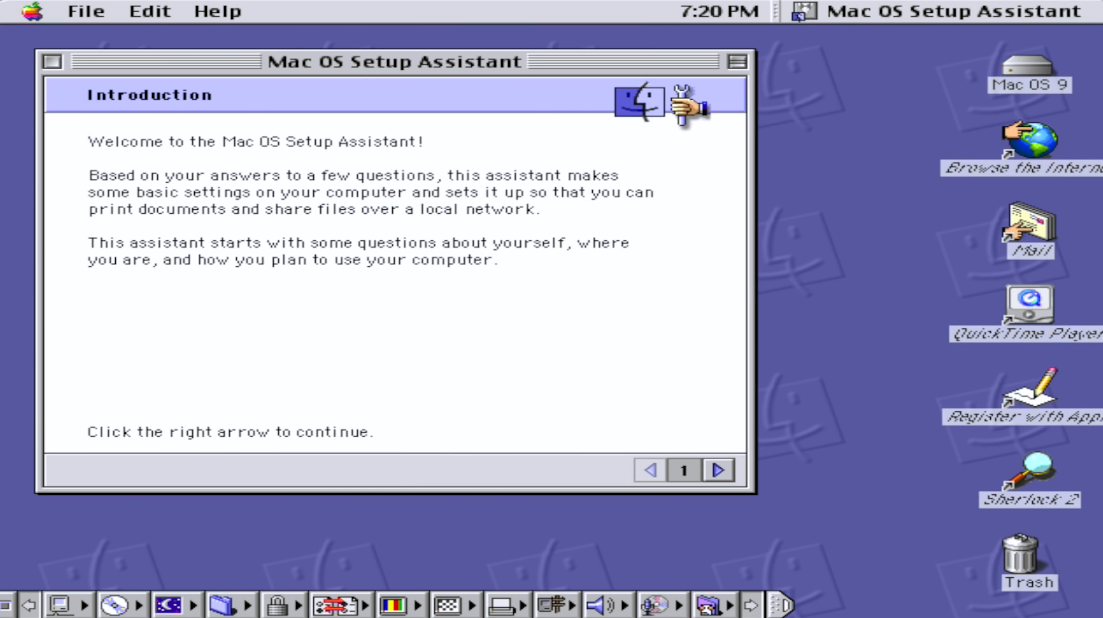 File Edit Help 7:20 PM Mac OS Setup Assistant
Mac OS Setup Assistant
Introduction
Welcome to the Mac OS Setup Assistant!
Based on your answers to a few questions, this assistant makes
some basic settings on your computer and sets it up so that you can
print documents and share files over a local network.
This assistant starts with some questions about yourself, where
you are, and how you plan to use your computer.
Click the right arrow to continue.
1
Mac OS 9
Browse the Intern
Mail
QuickTime Player
Register with Appl
Sherlock 2
Trash